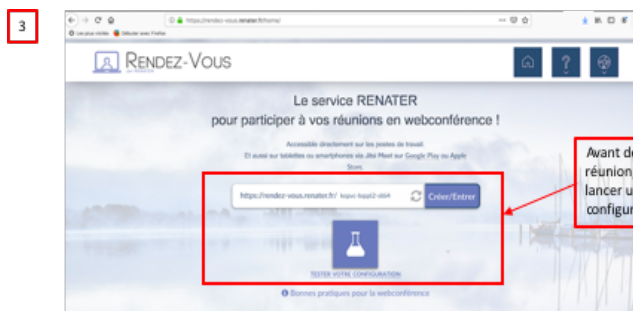 3
https://rendez-vous.renater.fr/home/
Les plus visités Débuter avec Firefox
RENDEZ-VOUS
par RENATER
Le service RENATER
pour participer à vos réunions en webconférence !
Accessible directement sur les postes de travail
Et aussi sur tablettes ou smartphones via Jitsi Meet sur Google Play ou Apple
Store
https://rendez-vous.renater.fr/ Créer/Entrer
TESTER VOTRE CONFIGURATION
Bonnes pratiques pour la webconférence
Avant de
réunion,
lancer u
configur